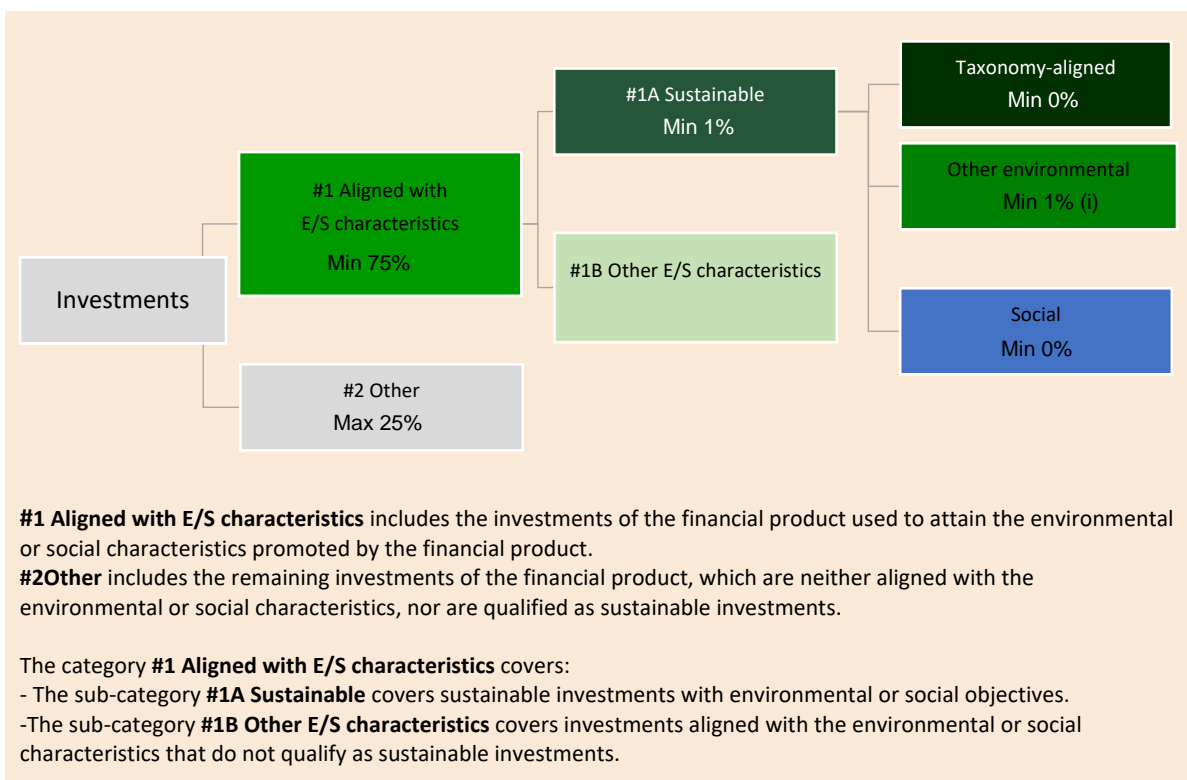 Taxonomy-aligned
Min 0%
#1A Sustainable
Min 1%
Other environmental
Min 1% (i)
#1 Aligned with
E/S characteristics
Min 75%
#1B Other E/S characteristics
Investments
Social
Min 0%
#2 Other
Max 25%
#1 Aligned with E/S characteristics includes the investments of the financial product used to attain the environmental
or social characteristics promoted by the financial product.
#2Other includes the remaining investments of the financial product, which are neither aligned with the
environmental or social characteristics, nor are qualified as sustainable investments.
The category #1 Aligned with E/S characteristics covers:
- The sub-category #1A Sustainable covers sustainable investments with environmental or social objectives.
-The sub-category #1B Other E/S characteristics covers investments aligned with the environmental or social
characteristics that do not qualify as sustainable investments.